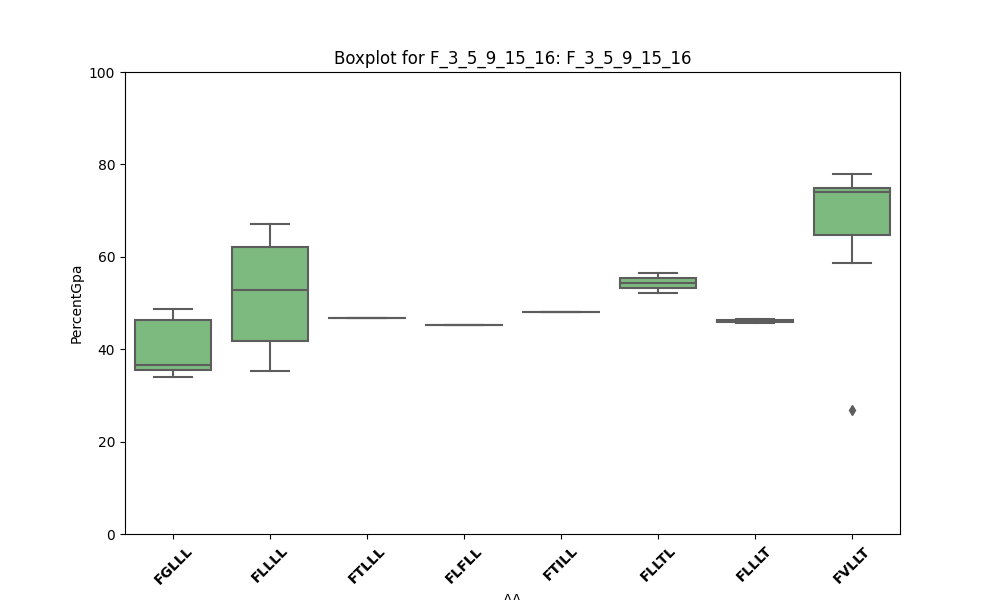 Boxplot for F_3_5_9_15_16: F_3_5_9_15_16
100
80
60
40
20
0
PercentGpa
FGLLL
FLLLL
FTLLL
FLFLL
FTILL
FLLTL
FLLLT
FVLLT
AA